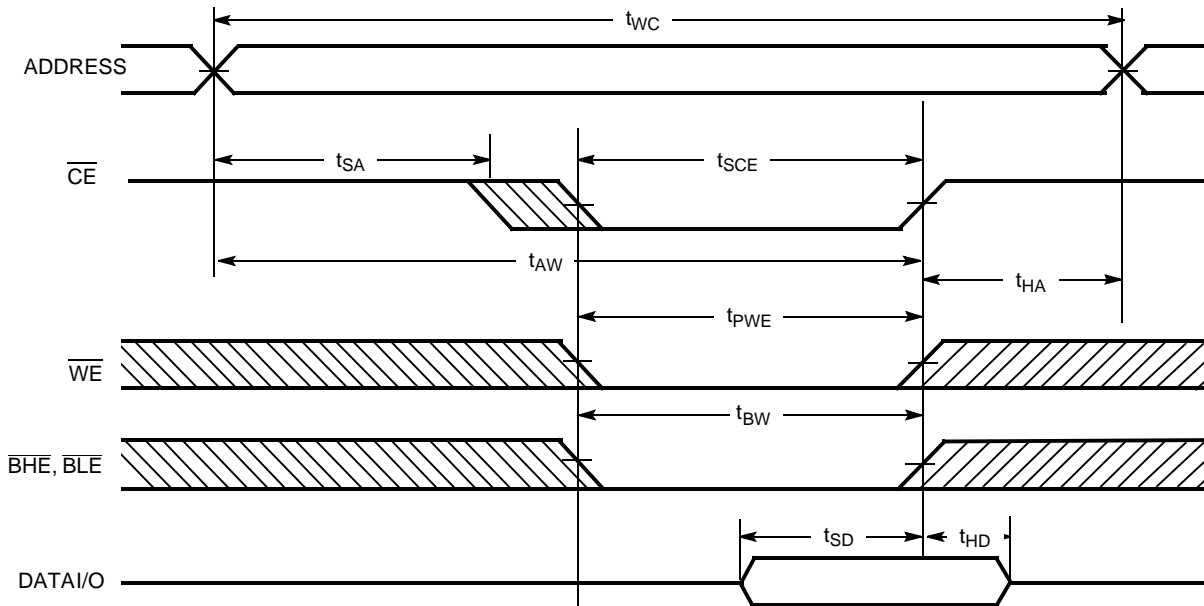 tWC
ADDRESS
tSA
tSCE
CE
tAW
tHA
tPWE
WE
tBW
BHE, BLE
tSD
tHD
DATAI/O